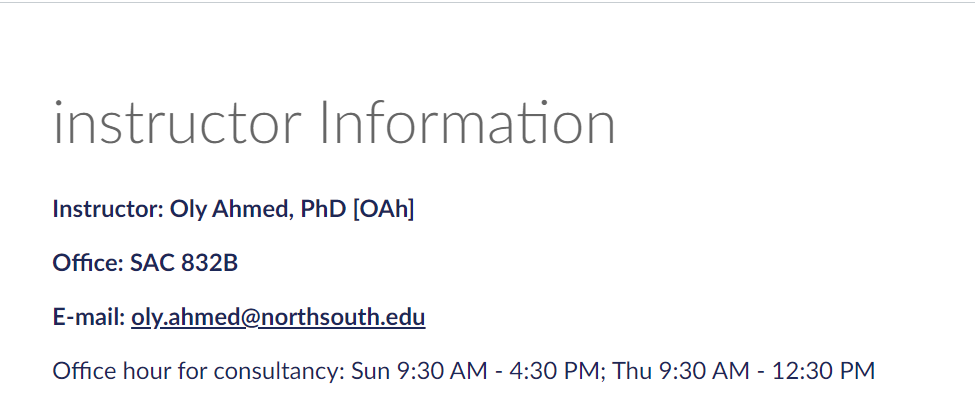 instructor Information
Instructor: Oly Ahmed, PhD [OAh]
Office: SAC 832B
E-mail: oly.ahmed@northsouth.edu
Office hour for consultancy: Sun 9:30 AM - 4:30 PM; Thu 9:30 AM - 12:30 PM